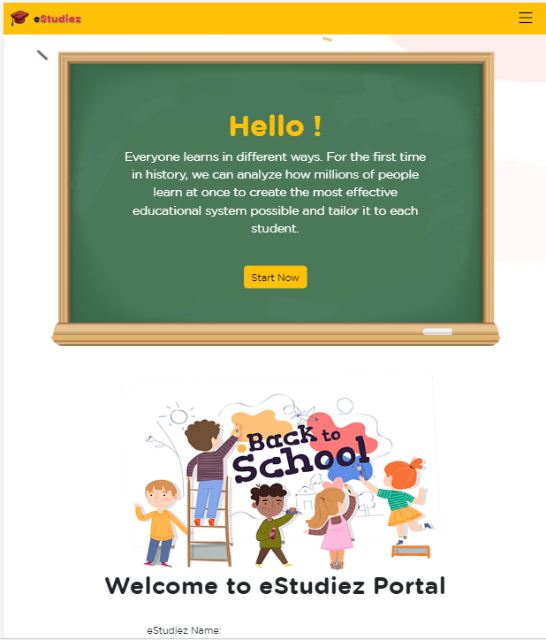 eStudiez
Hello !
Everyone learns in different ways. For the first time
in history, we can analyze how millions of people
learn at once to create the most effective
educational system possible and tailor it to each
student.
Start Now
Back to
School
Welcome to eStudiez Portal
eStudiez Name: